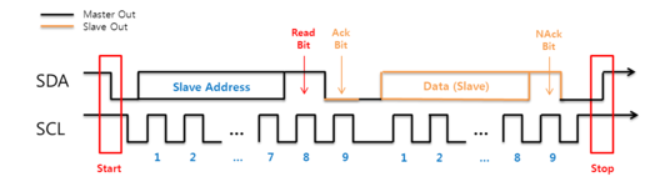 Master Out
Slave Out
Read Bit
Ack Bit
NAck Bit
SDA
Slave Address
Data (Slave)
SCL
1 2 ... 7 8 9 1 2 ... 8 9
Start
Stop